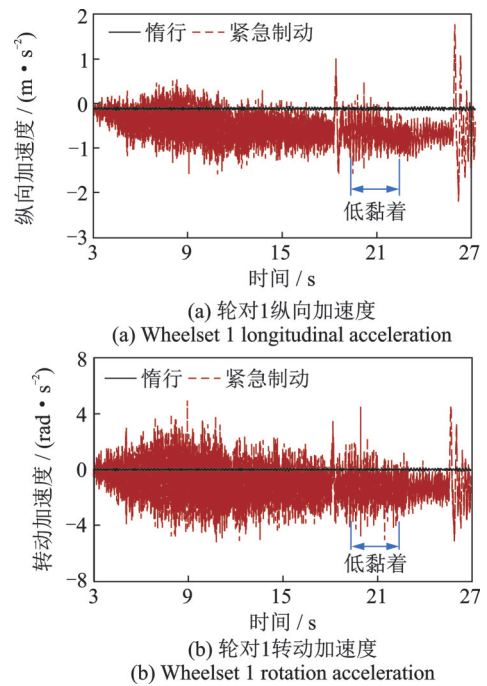 2
1
0
−1
−2
−3
惰行 紧急制动
纵向加速度 / (m·s⁻²)
低黏着
3 9 15 21 27
时间 / s
(a) 轮对1纵向加速度
(a) Wheelset 1 longitudinal acceleration
8
4
0
−4
−8
惰行 紧急制动
转动加速度 / (rad·s⁻²)
低黏着
3 9 15 21 27
时间 / s
(b) 轮对1转动加速度
(b) Wheelset 1 rotation acceleration